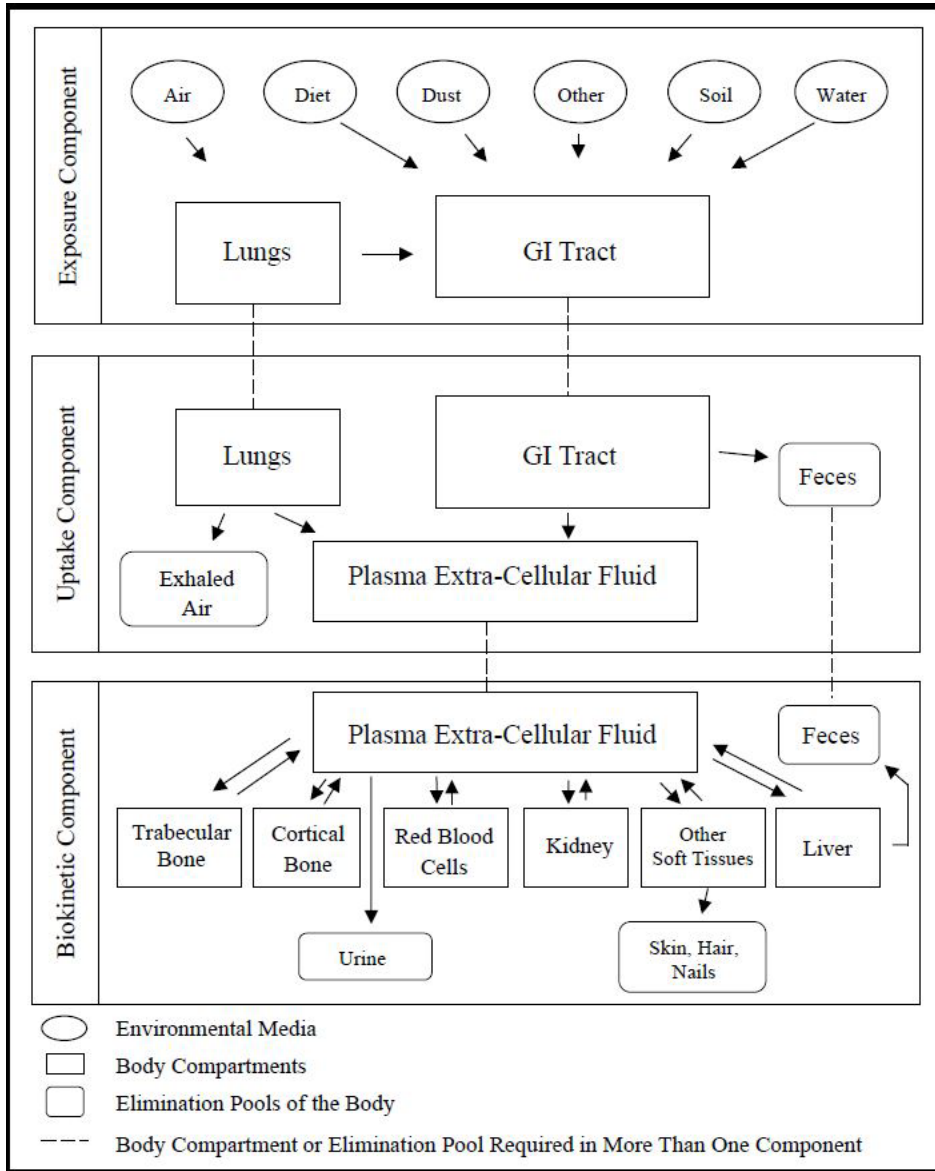 Exposure Component
Air
Diet
Dust
Other
Soil
Water
Lungs
GI Tract
Uptake Component
Lungs
GI Tract
Feces
Exhaled
Air
Plasma Extra-Cellular Fluid
Biokinetic Component
Plasma Extra-Cellular Fluid
Feces
Trabecular
Bone
Cortical
Bone
Red Blood
Cells
Kidney
Other
Soft Tissues
Liver
Urine
Skin, Hair,
Nails
Environmental Media
Body Compartments
Elimination Pools of the Body
Body Compartment or Elimination Pool Required in More Than One Component